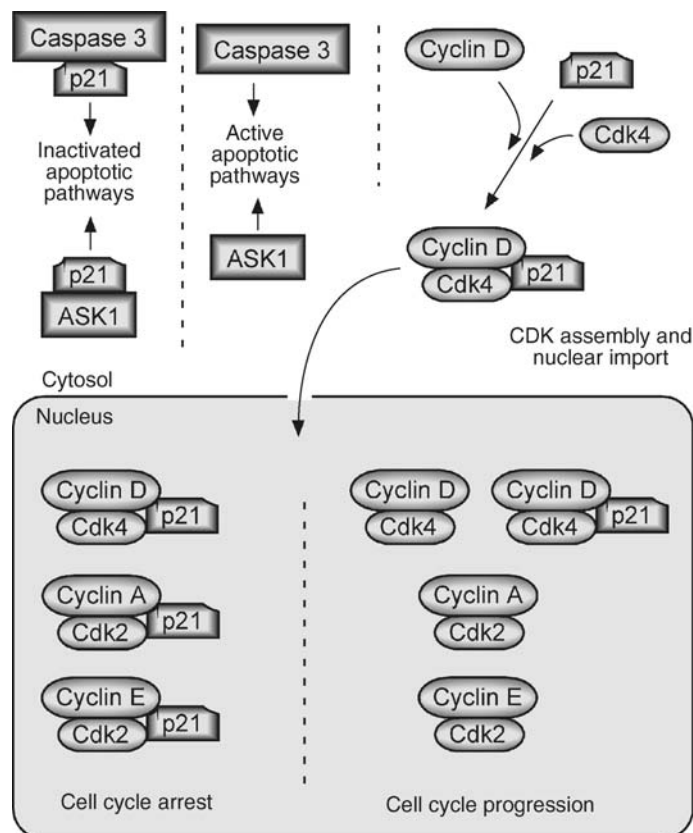 Caspase 3
p21
Inactivated
apoptotic
pathways
p21
ASK1
Caspase 3
Active
apoptotic
pathways
ASK1
Cyclin D
p21
Cdk4
Cyclin D
Cdk4
p21
CDK assembly and
nuclear import
Cytosol
Nucleus
Cyclin D
Cdk4
p21
Cyclin A
Cdk2
p21
Cyclin E
Cdk2
p21
Cell cycle arrest
Cyclin D
Cdk4
Cyclin D
Cdk4
p21
Cyclin A
Cdk2
Cyclin E
Cdk2
Cell cycle progression